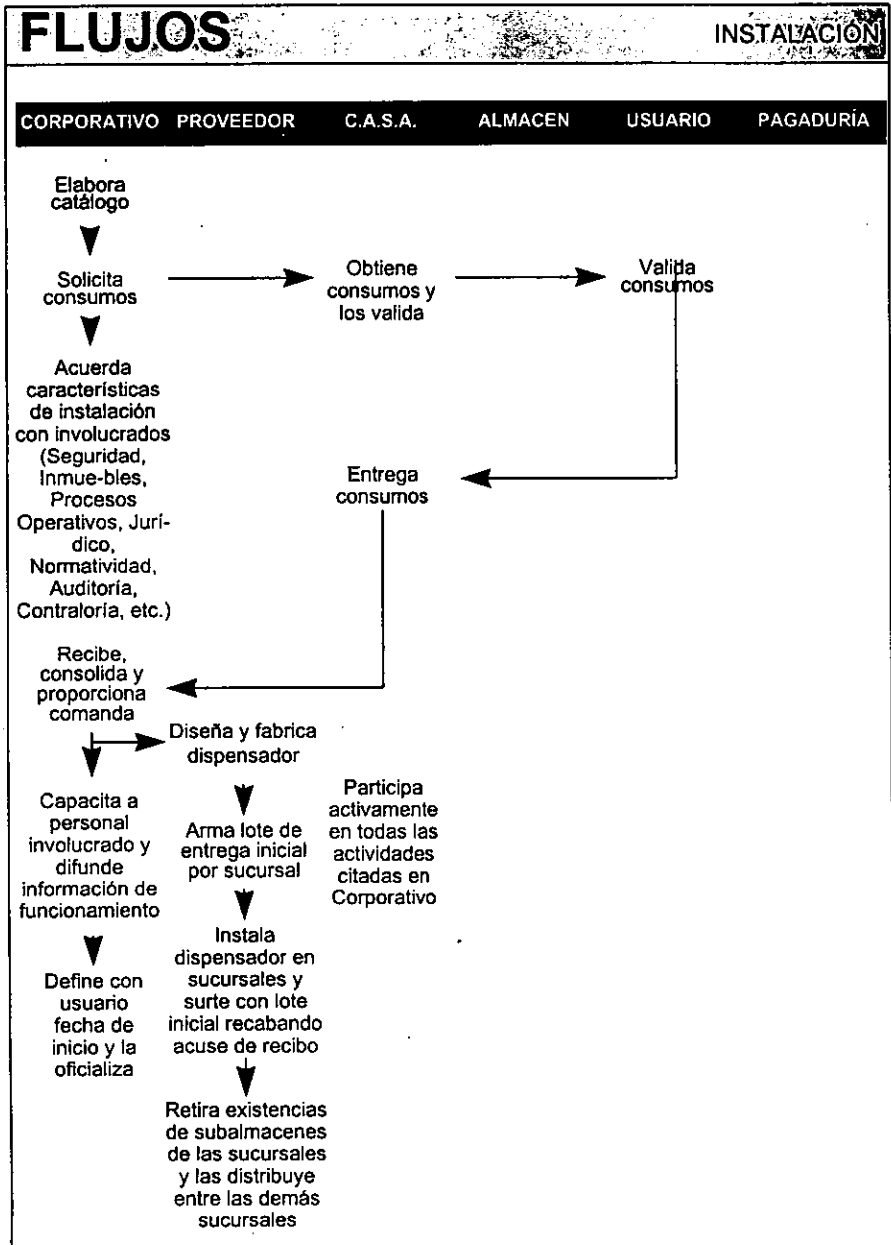 FLUJOS
INSTALACIÓN
CORPORATIVO PROVEEDOR C.A.S.A. ALMACEN USUARIO PAGADURÍA
Elabora
catálogo
Solicita
consumos
Obtiene
consumos y
los valida
Valida
consumos
Acuerda
características
de instalación
con involucrados
(Seguridad,
Inmue-bles,
Procesos
Operativos, Jurí-
dico,
Normatividad,
Auditoría,
Contraloría, etc.)
Entrega
consumos
Recibe,
consolida y
proporciona
comanda
Diseña y fabrica
dispensador
Capacita a
personal
involucrado y
difunde
información de
funcionamiento
Arma lote de
entrega inicial
por sucursal
Participa
activamente
en todas las
actividades
citadas en
Corporativo
Define con
usuario
fecha de
inicio y la
oficializa
Instala
dispensador en
sucursales y
surte con lote
inicial recabando
acuse de recibo
Retira existencias
de subalmacenes
de las sucursales
y las distribuye
entre las demás
sucursales